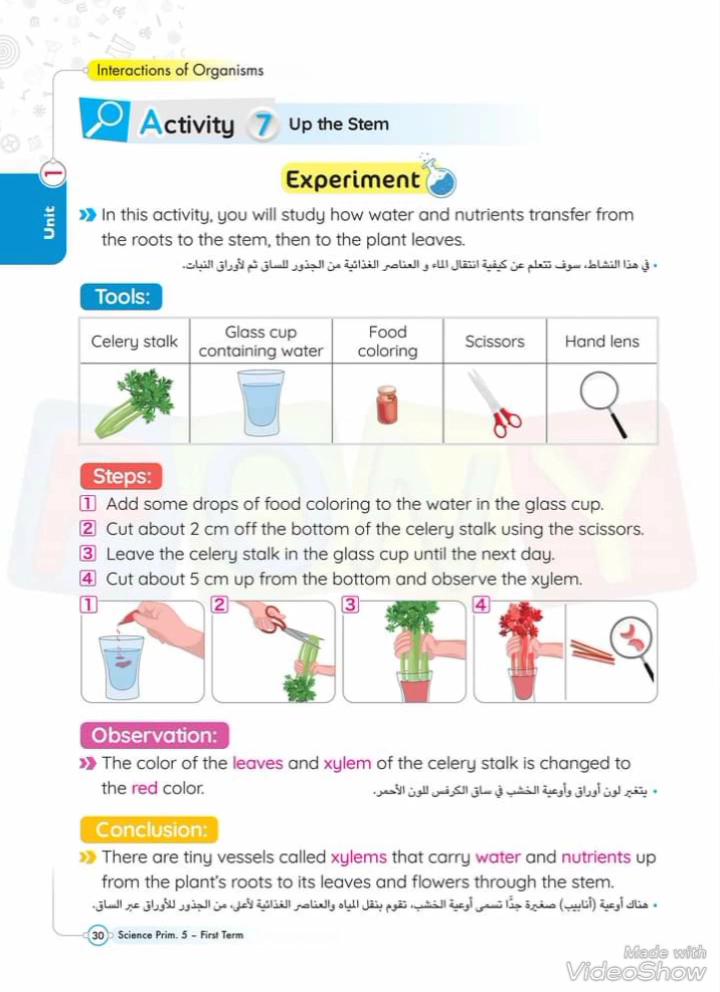 Interactions of Organisms
Activity 7 Up the Stem
Experiment
In this activity, you will study how water and nutrients transfer from
the roots to the stem, then to the plant leaves.
• في هذا النشاط، سوف تتعلم عن كيفية انتقال الماء و العناصر الغذائية من الجذور للساق ثم لأوراق النبات.
Unit 1
Tools:
Celery stalk
Glass cup
containing water
Food
coloring
Scissors
Hand lens
Steps:
1 Add some drops of food coloring to the water in the glass cup.
2 Cut about 2 cm off the bottom of the celery stalk using the scissors.
3 Leave the celery stalk in the glass cup until the next day.
4 Cut about 5 cm up from the bottom and observe the xylem.
1 2 3 4
Observation:
The color of the leaves and xylem of the celery stalk is changed to
the red color.
• يتغير لون أوراق وأوعية الخشب في ساق الكرفس للون الأحمر.
Conclusion:
There are tiny vessels called xylems that carry water and nutrients up
from the plant's roots to its leaves and flowers through the stem.
• هناك أوعية (أنابيب) صغيرة جدًّا تسمى أوعية الخشب، تقوم بنقل المياه والعناصر الغذائية لأعلى، من الجذور للأوراق عبر الساق.
30 Science Prim. 5 - First Term
Made with
VideoShow